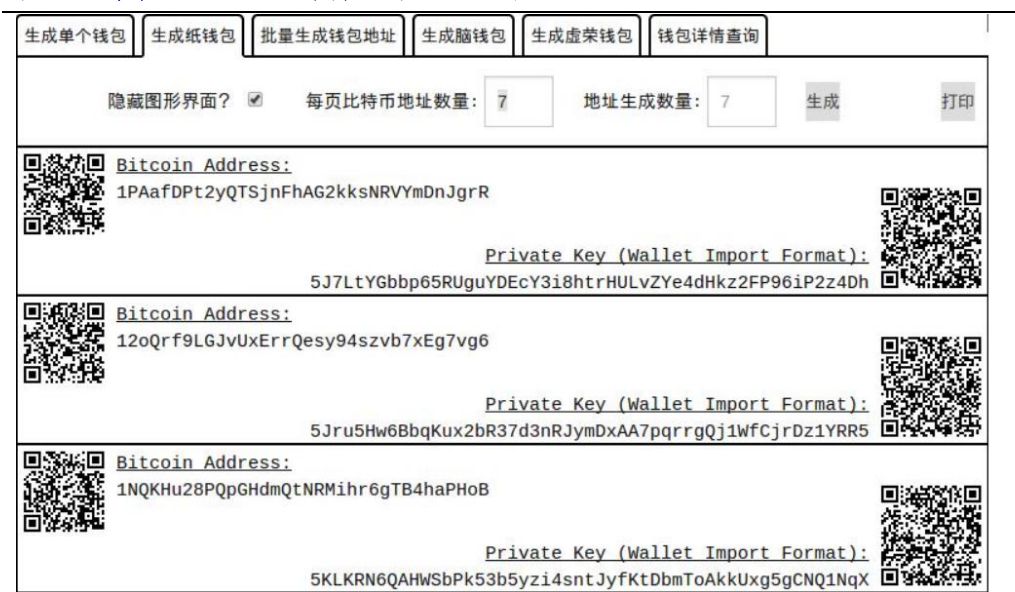 生成单个钱包 生成纸钱包 批量生成钱包地址 生成脑钱包 生成虚荣钱包 钱包详情查询
隐藏图形界面? 每页比特币地址数量: 7 地址生成数量: 7 生成 打印
Bitcoin Address:
1PAafDPt2yQTSjnFhAG2kksNRVYmDnJgrR
Private Key (Wallet Import Format):
5J7LtYGbbp65RUguYDEcY3i8htrHULvZYe4dHkz2FP96iP2z4Dh
Bitcoin Address:
12oQrf9LGJvUxErrQesy94szvb7xEg7vg6
Private Key (Wallet Import Format):
5Jru5Hw6BbqKux2bR37d3nRJymDxAA7pqrrgQj1WfCjrDz1YRR5
Bitcoin Address:
1NQKHu28PQpGHdmQtNRMihr6gTB4haPHoB
Private Key (Wallet Import Format):
5KLKRN6QAHWSbPk53b5yzi4sntJyfKtDbmToAkkUxg5gCNQ1NqX